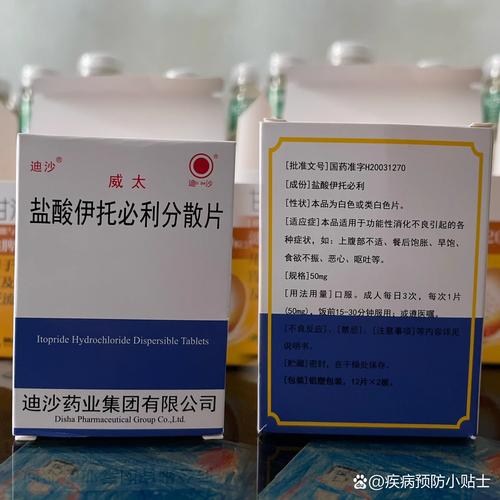 迪沙®
威太
迪沙
盐酸伊托必利分散片
Itopride Hydrochloride Dispersible Tablets
迪沙药业集团有限公司
Disha Pharmaceutical Group Co.,Ltd.
[批准文号]国药准字H20031270
[成份]盐酸伊托必利
[性状]本品为白色或类白色片。
[适应症]本品适用于功能性消化不良引起的各
种症状，如：上腹部不适、餐后饱胀、早饱、
食欲不振、恶心、呕吐等。
[规格]50mg
[用法用量]口服。成人每日3次，每次1片
(50mg)，饭前15-30分钟服用；或遵医嘱。
[不良反应]、[禁忌]、[注意事项]等内容详见
说明书。
[贮藏]密封，在干燥处保存。
[包装]铝塑包装。12片×2板。
百家号/疾病预防小贴士